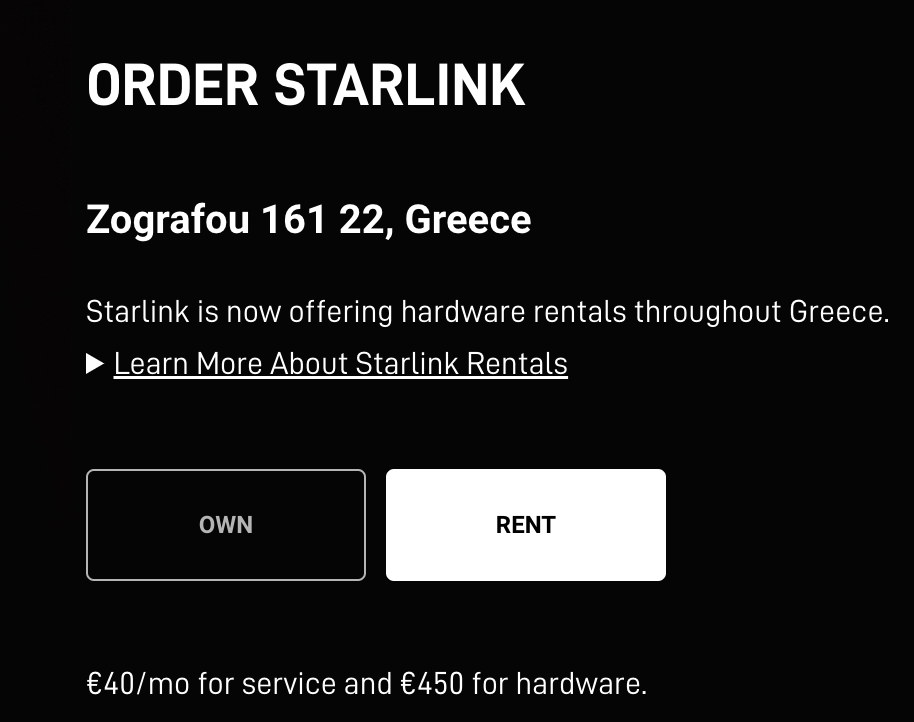 ORDER STARLINK
Zografou 161 22, Greece
Starlink is now offering hardware rentals throughout Greece.
▶ Learn More About Starlink Rentals
OWN
RENT
€40/mo for service and €450 for hardware.